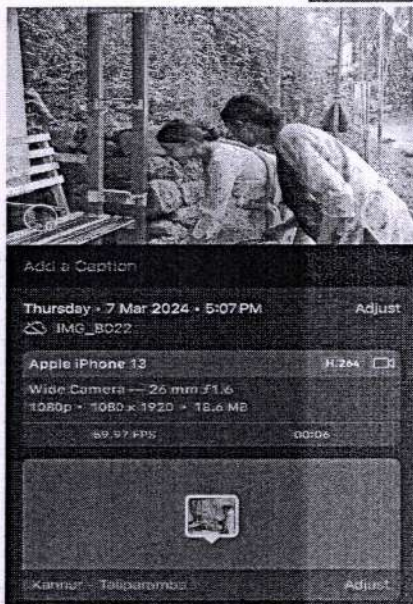 Add a Caption
Thursday • 7 Mar 2024 • 5:07 PM Adjust
IMG_8022
Apple iPhone 13 H.264
Wide Camera — 26 mm ƒ1.6
1080p • 1080 x 1920 • 18.6 MB
59.97 FPS 00:06
Kannur - Taliparamba Adjust